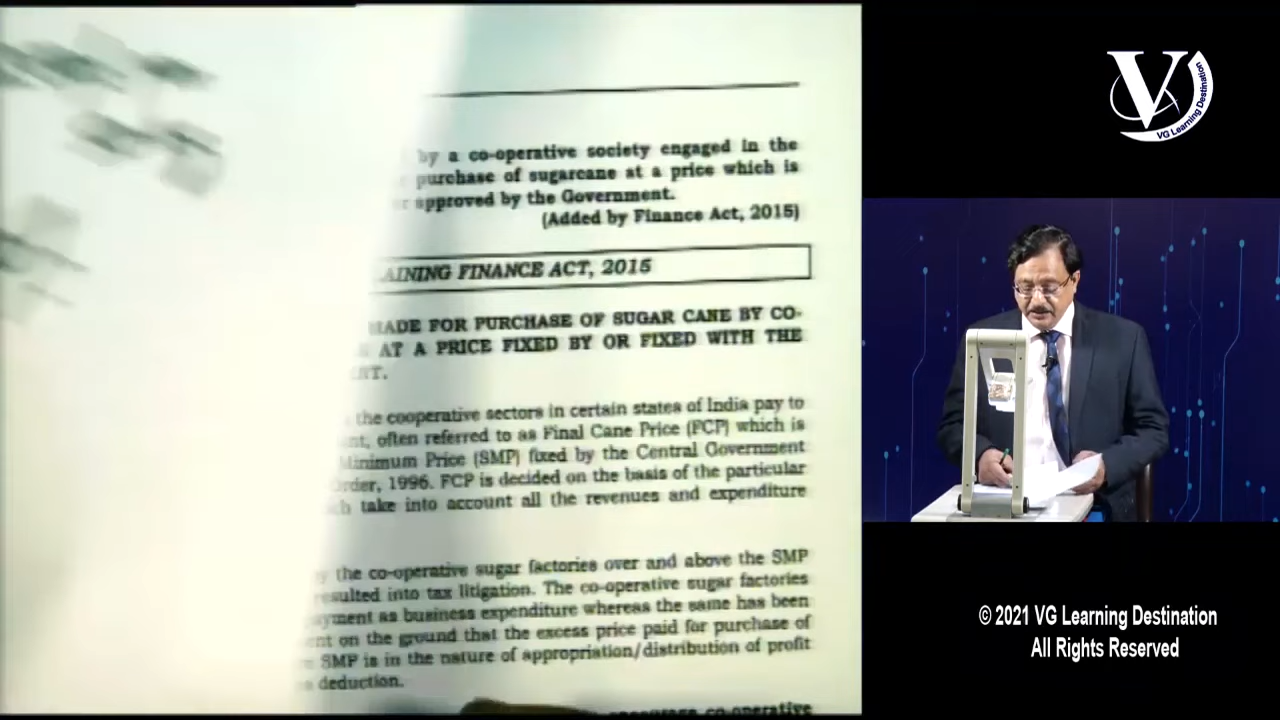 by a co-operative society engaged in the
purchase of sugarcane at a price which is
approved by the Government.
(Added by Finance Act, 2015)
AINING FINANCE ACT, 2015
MADE FOR PURCHASE OF SUGAR CANE BY CO-
AT A PRICE FIXED BY OR FIXED WITH THE
NT.
the cooperative sectors in certain states of India pay to
nt, often referred to as Final Cane Price (FCP) which is
Minimum Price (SMP) fixed by the Central Government
Order, 1996. FCP is decided on the basis of the particular
take into account all the revenues and expenditure
the co-operative sugar factories over and above the SMP
resulted into tax litigation. The co-operative sugar factories
payment as business expenditure whereas the same has been
ent on the ground that the excess price paid for purchase of
SMP is in the nature of appropriation/distribution of profit
deduction.
co-operative
V
VG Learning Destination
© 2021 VG Learning Destination
All Rights Reserved